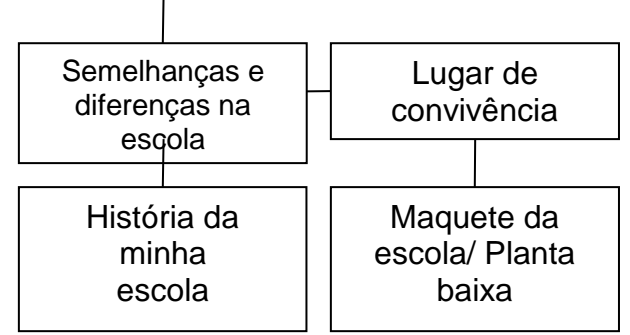 Semelhanças e
diferenças na
escola
Lugar de
convivência
História da
minha
escola
Maquete da
escola/ Planta
baixa